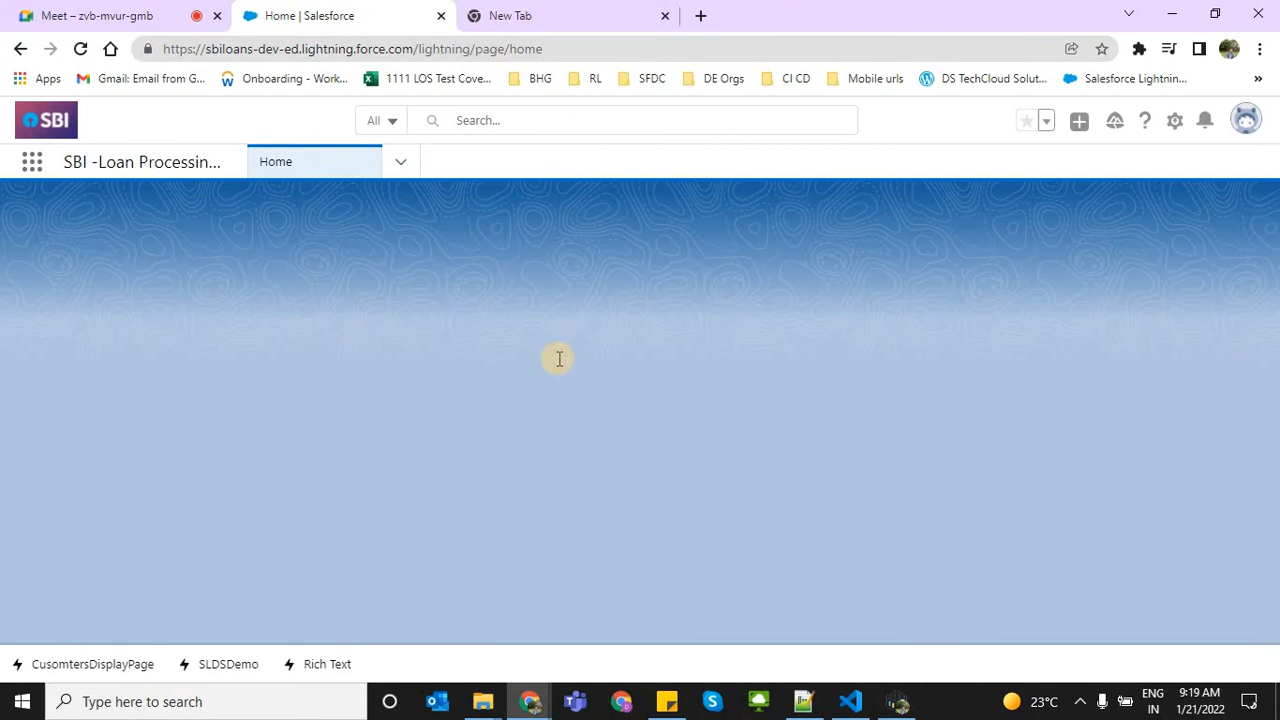 Meet – zvb-mvur-gmb
Home | Salesforce
New Tab
https://sbiloans-dev-ed.lightning.force.com/lightning/page/home
Apps
Gmail: Email from G...
Onboarding - Work...
1111 LOS Test Cove...
BHG
RL
SFDC
DE Orgs
CI CD
Mobile urls
DS TechCloud Solut...
Salesforce Lightnin...
»
SBI
All
Search...
SBI -Loan Processin...
Home
CusomtersDisplayPage
SLDSDemo
Rich Text
Type here to search
23°C
ENG
IN
9:19 AM
1/21/2022